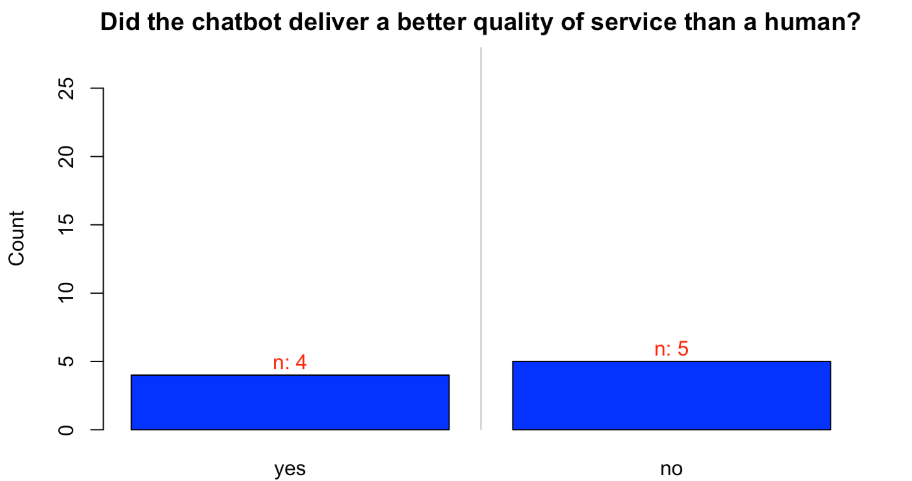 Did the chatbot deliver a better quality of service than a human?
25
20
15
10
5
0
Count
n: 4
n: 5
yes
no